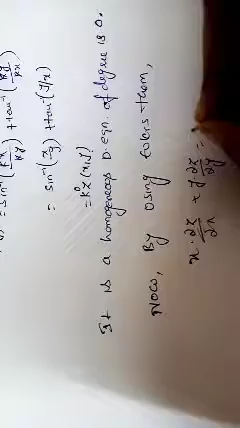 = sin⁻¹(kx/ky) + tan⁻¹(ky/kx)
= sin⁻¹(x/y) + tan⁻¹(y/x)
= k⁰z(x,y)
It is a homogeneous D eqn. of degree is 0.
Now, By using Eulers them,
x·∂z/∂x + y·∂z/∂y =